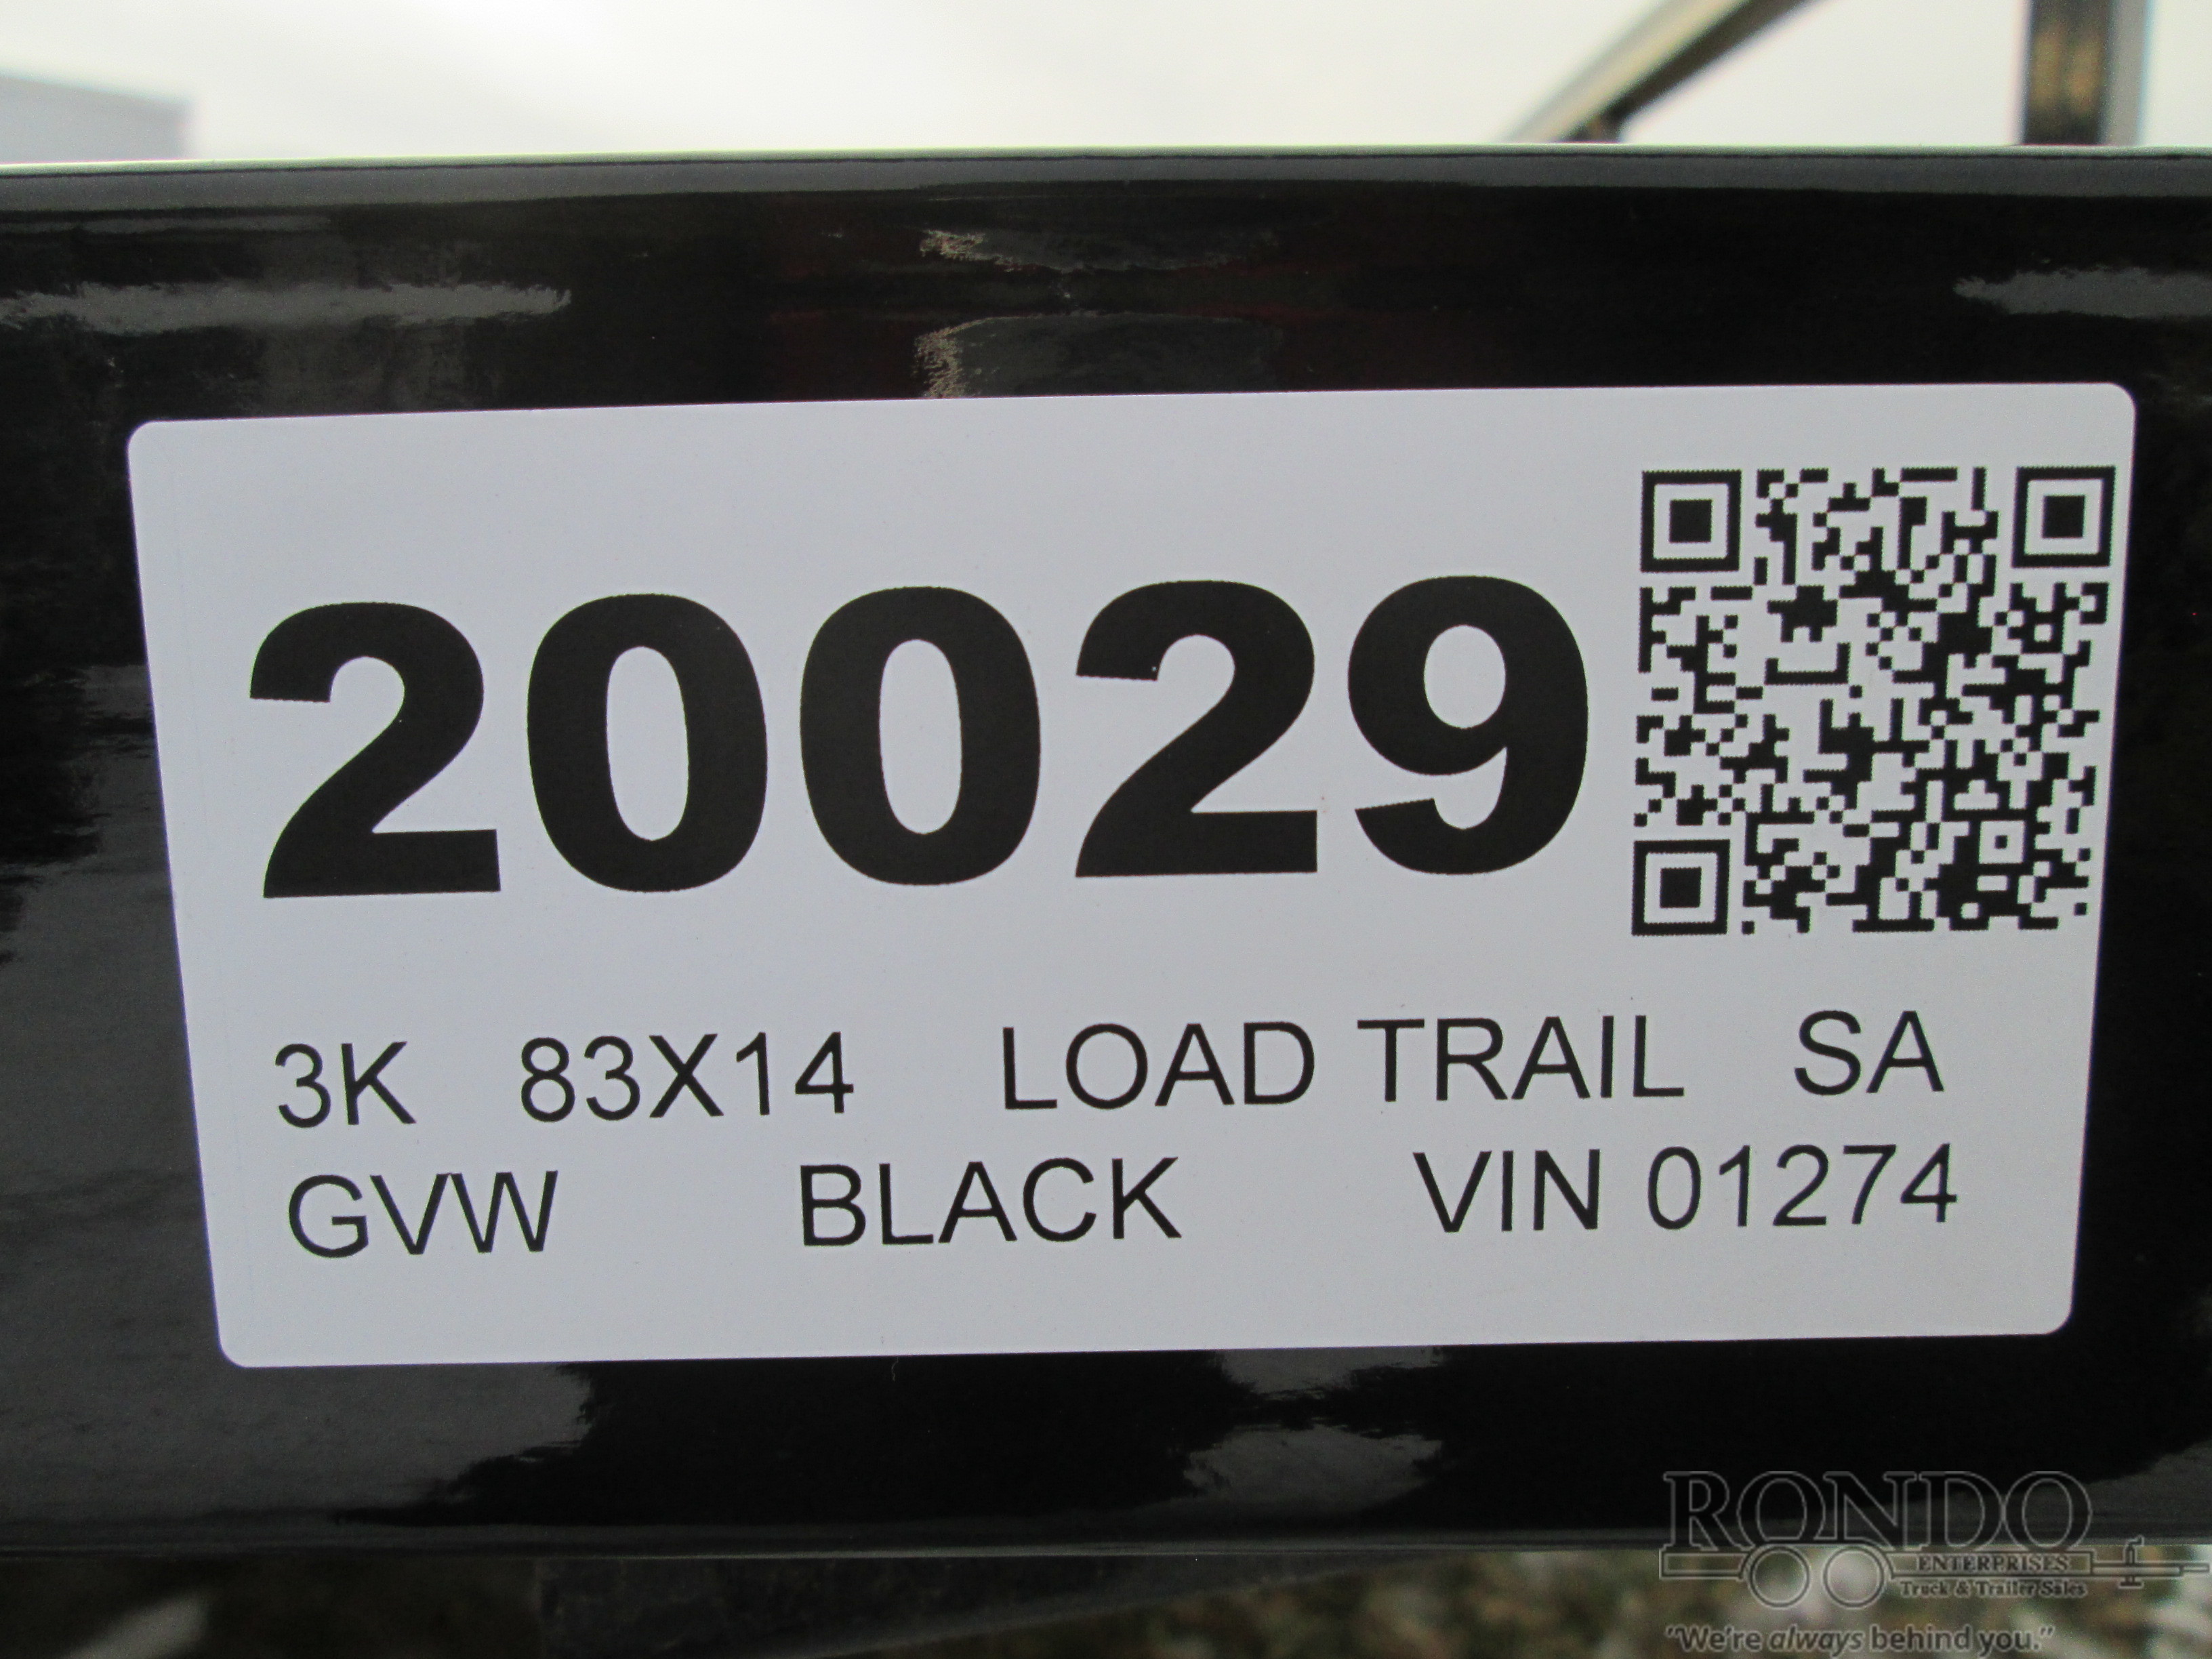 20029
3K 83X14 LOAD TRAIL SA
GVW BLACK VIN 01274
RONDO
ENTERPRISES
Truck & Trailer Sales
"We're always behind you."